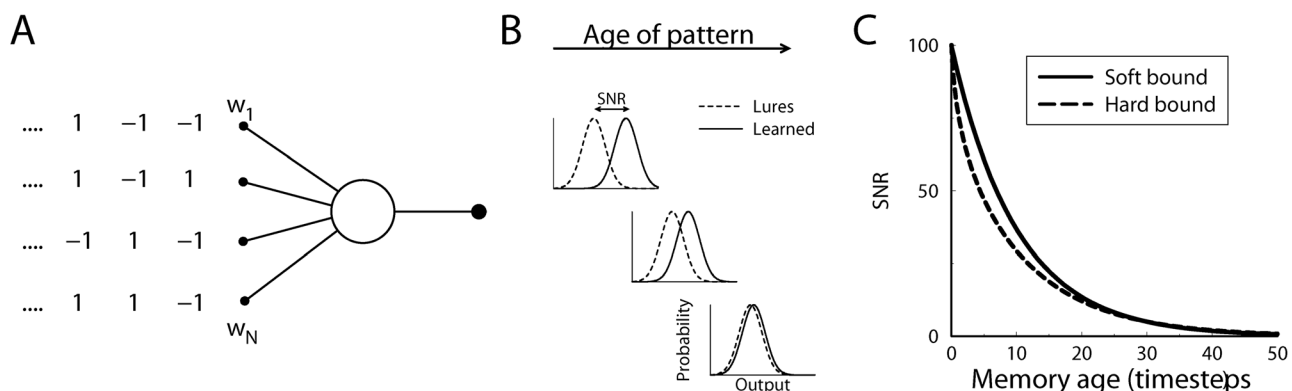 A
w1
.... 1 −1 −1
.... 1 −1 1
.... −1 1 −1
.... 1 1 −1
wN
B
Age of pattern
SNR
Lures
Learned
Probability
Output
C
100
50
0
SNR
Soft bound
Hard bound
0 10 20 30 40 50
Memory age (timesteps